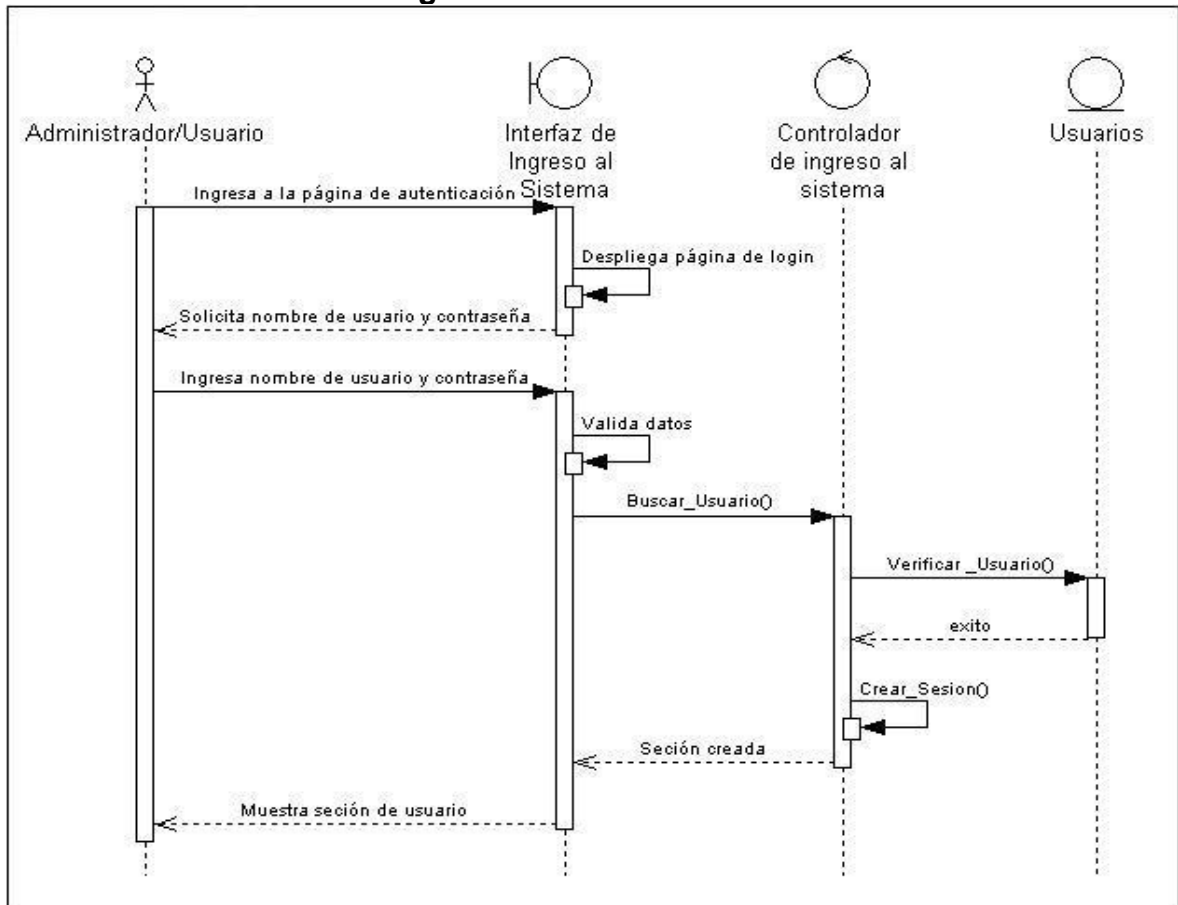 Administrador/Usuario
Interfaz de
Ingreso al
Sistema
Controlador
de ingreso al
sistema
Usuarios
Ingresa a la página de autenticación
Despliega página de login
Solicita nombre de usuario y contraseña
Ingresa nombre de usuario y contraseña
Valida datos
Buscar_Usuario()
Verificar _Usuario()
exito
Crear_Sesion()
Seción creada
Muestra seción de usuario